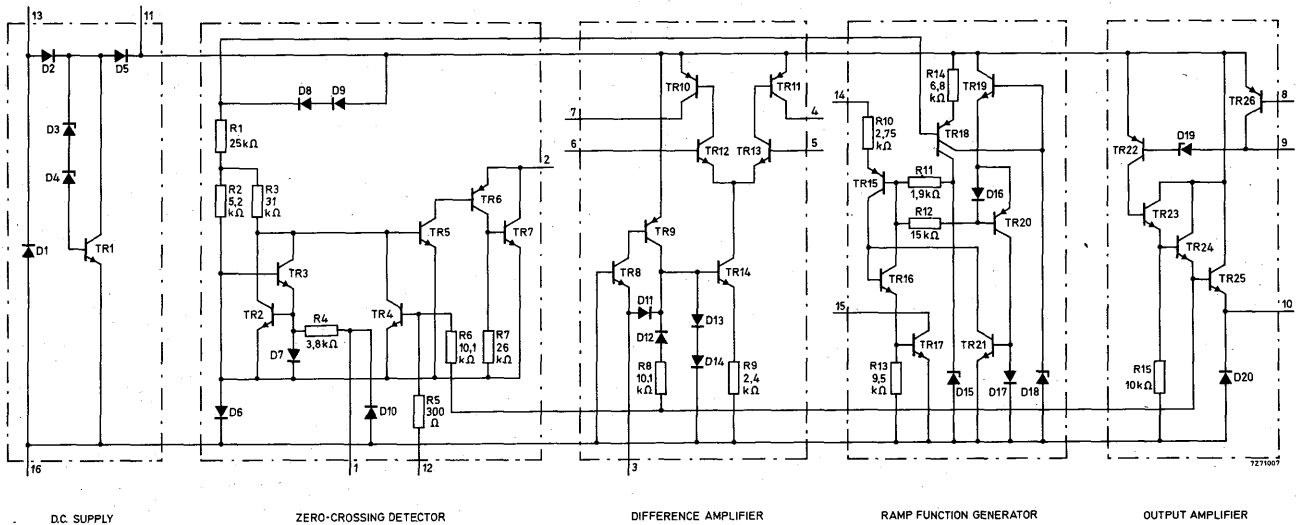 13
11
D2
D5
D3
D4
TR1
D1
16
D8
D9
R1
25kΩ
R2
5,2
kΩ
R3
31
kΩ
TR3
TR2
R4
3,8kΩ
D7
D6
D10
1
TR4
R5
300
Ω
12
R6
10,1
kΩ
TR5
TR6
R7
26
kΩ
TR7
2
7
6
TR10
TR11
4
5
TR12
TR13
TR9
TR8
D11
D12
R8
10,1
kΩ
TR14
D13
D14
R9
2,4
kΩ
3
14
R10
2,75
kΩ
R14
6,8
kΩ
TR19
TR18
TR15
R11
1,9kΩ
R12
15kΩ
D16
TR20
TR16
15
TR17
TR21
R13
9,5
kΩ
D15
D17
D18
TR26
8
9
TR22
D19
TR23
TR24
TR25
10
R15
10kΩ
D20
7Z71007
D.C. SUPPLY
ZERO-CROSSING DETECTOR
DIFFERENCE AMPLIFIER
RAMP FUNCTION GENERATOR
OUTPUT AMPLIFIER